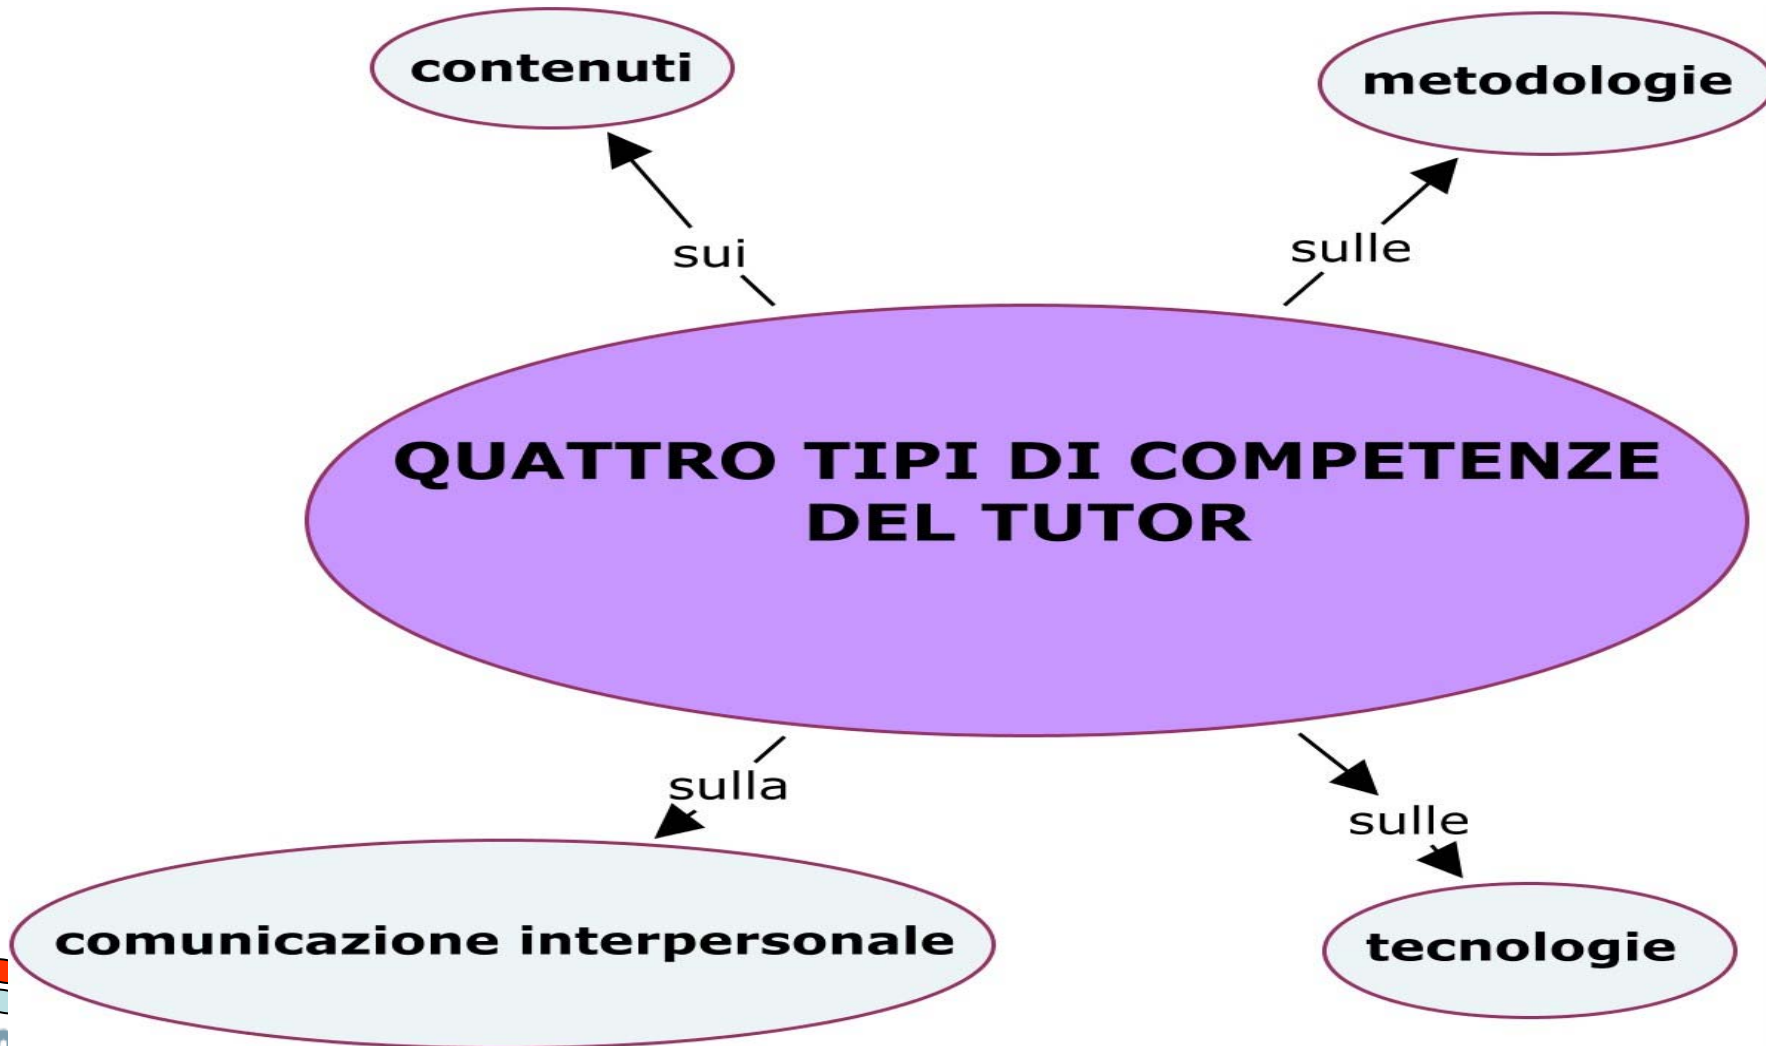 contenuti
metodologie
sui
sulle
QUATTRO TIPI DI COMPETENZE
DEL TUTOR
sulla
sulle
comunicazione interpersonale
tecnologie